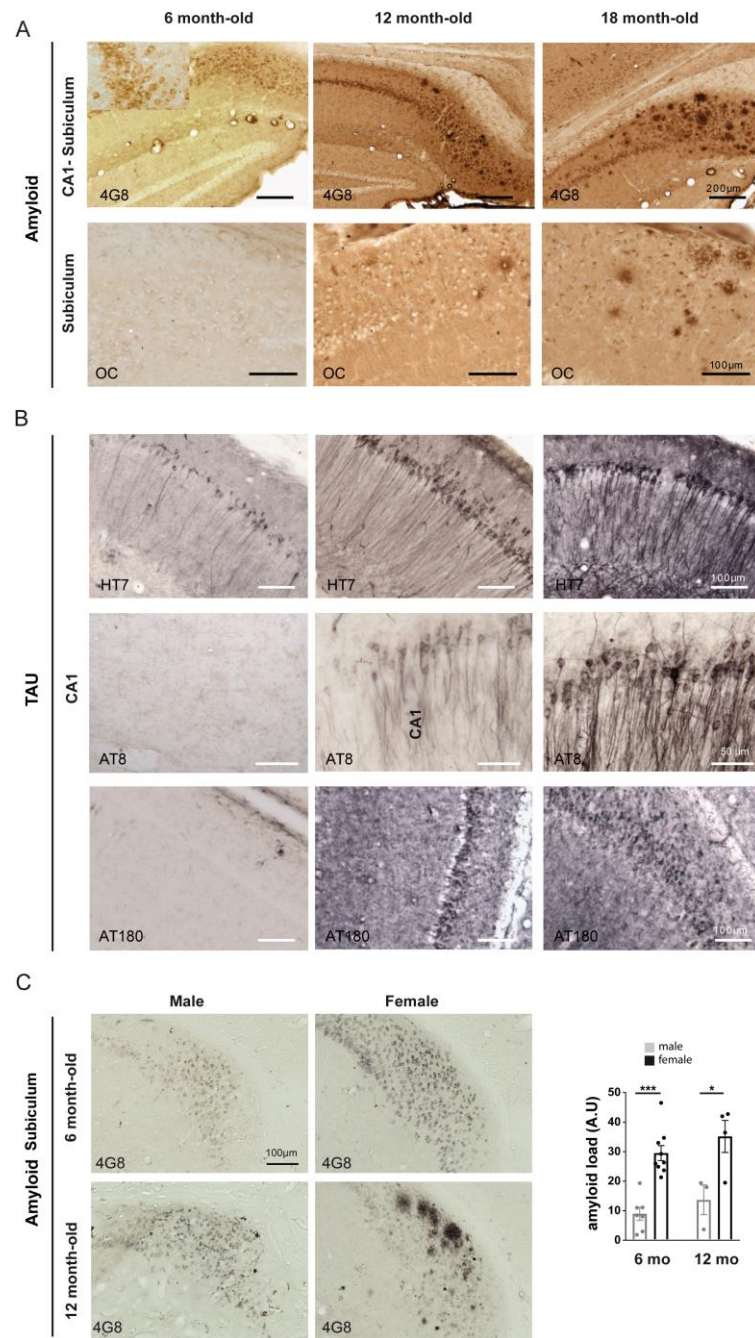 A
6 month-old
12 month-old
18 month-old
Amyloid
CA1- Subiculum
4G8
4G8
4G8
200µm
Subiculum
OC
OC
OC
100µm
B
TAU
CA1
HT7
HT7
HT7
100µm
AT8
CA1
AT8
AT8
50 µm
AT180
AT180
AT180
100µm
C
Male
Female
Amyloid Subiculum
6 month-old
4G8
100µm
4G8
12 month-old
4G8
4G8
male
female
***
*
amyloid load (A.U)
50
40
30
20
10
0
6 mo
12 mo